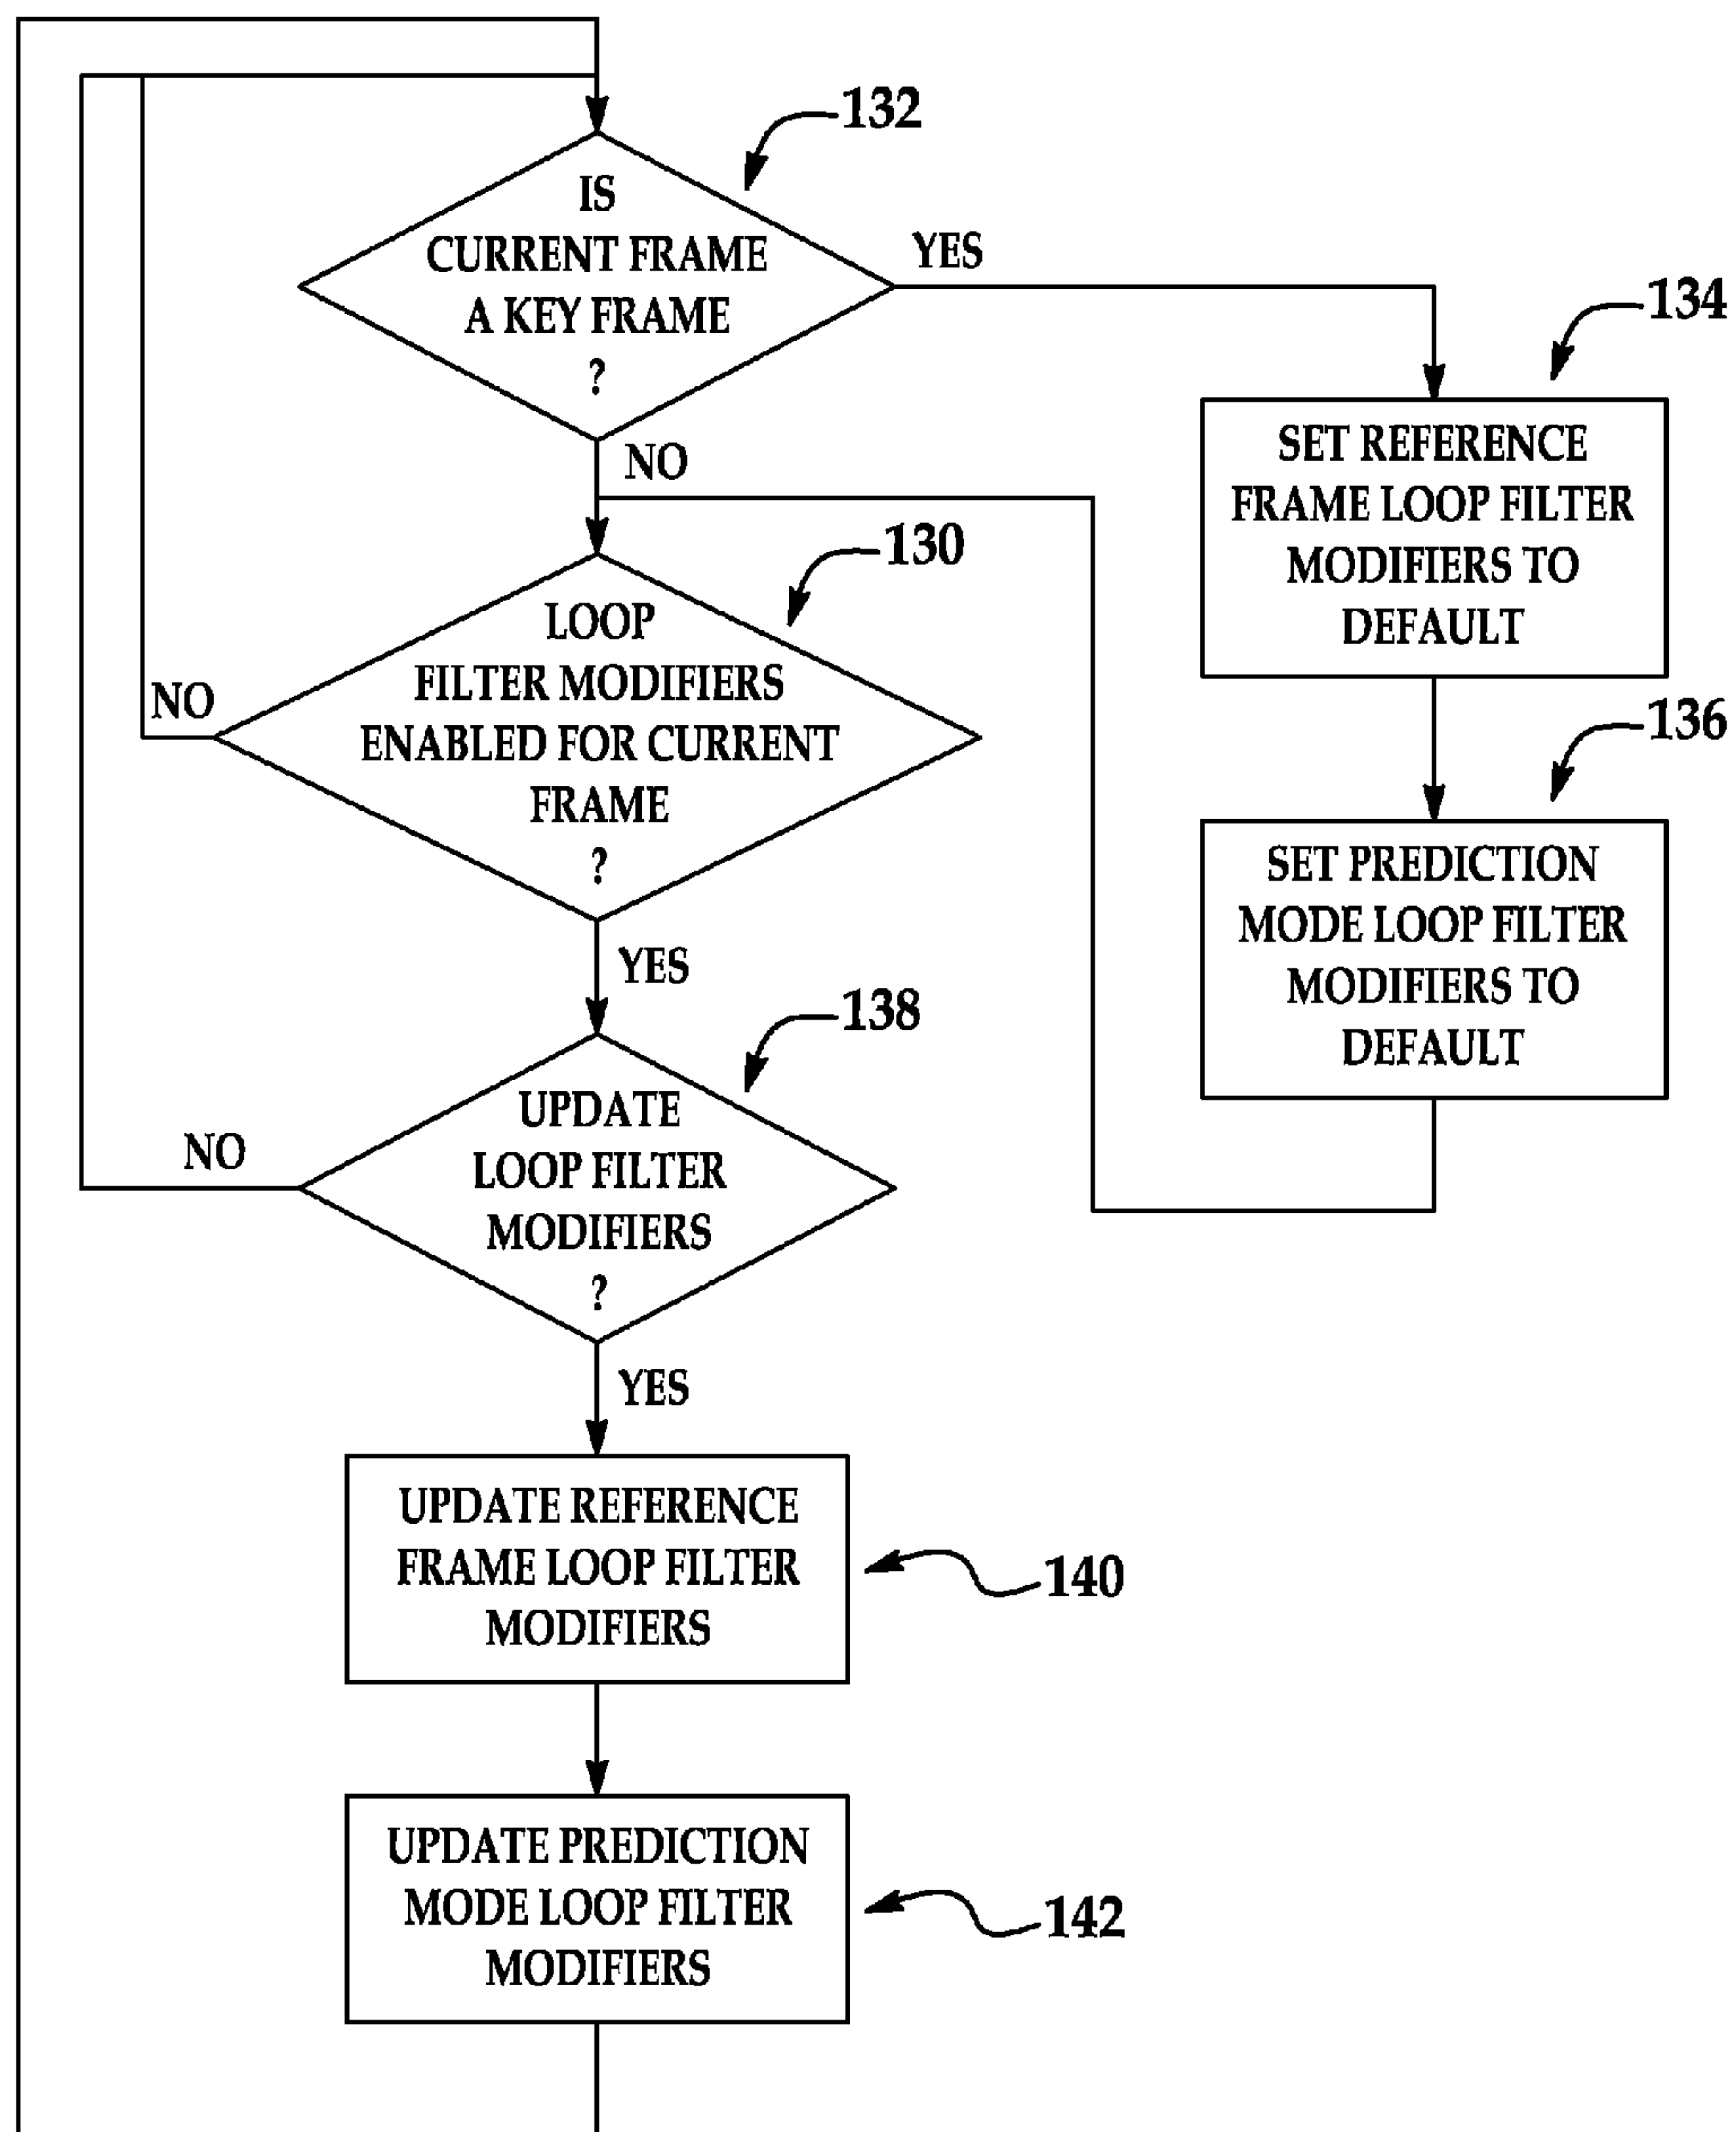 132
IS
CURRENT FRAME
A KEY FRAME
?
YES
NO
134
SET REFERENCE
FRAME LOOP FILTER
MODIFIERS TO
DEFAULT
130
LOOP
FILTER MODIFIERS
ENABLED FOR CURRENT
FRAME
?
NO
YES
136
SET PREDICTION
MODE LOOP FILTER
MODIFIERS TO
DEFAULT
138
UPDATE
LOOP FILTER
MODIFIERS
?
NO
YES
UPDATE REFERENCE
FRAME LOOP FILTER
MODIFIERS
140
UPDATE PREDICTION
MODE LOOP FILTER
MODIFIERS
142